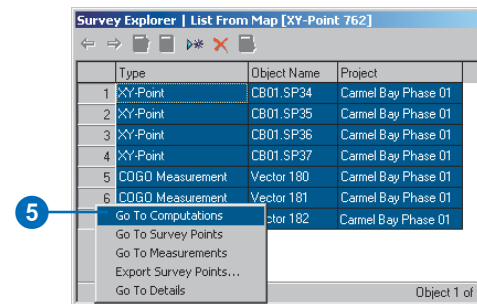 Survey Explorer | List From Map [XY-Point 762]
Type Object Name Project
1 XY-Point CB01.SP34 Carmel Bay Phase 01
2 XY-Point CB01.SP35 Carmel Bay Phase 01
3 XY-Point CB01.SP36 Carmel Bay Phase 01
4 XY-Point CB01.SP37 Carmel Bay Phase 01
5 COGO Measurement Vector 180 Carmel Bay Phase 01
6 COGO Measurement Vector 181 Carmel Bay Phase 01
5 Go To Computations ctor 182 Carmel Bay Phase 01
Go To Survey Points
Go To Measurements
Export Survey Points...
Go To Details
Object 1 of